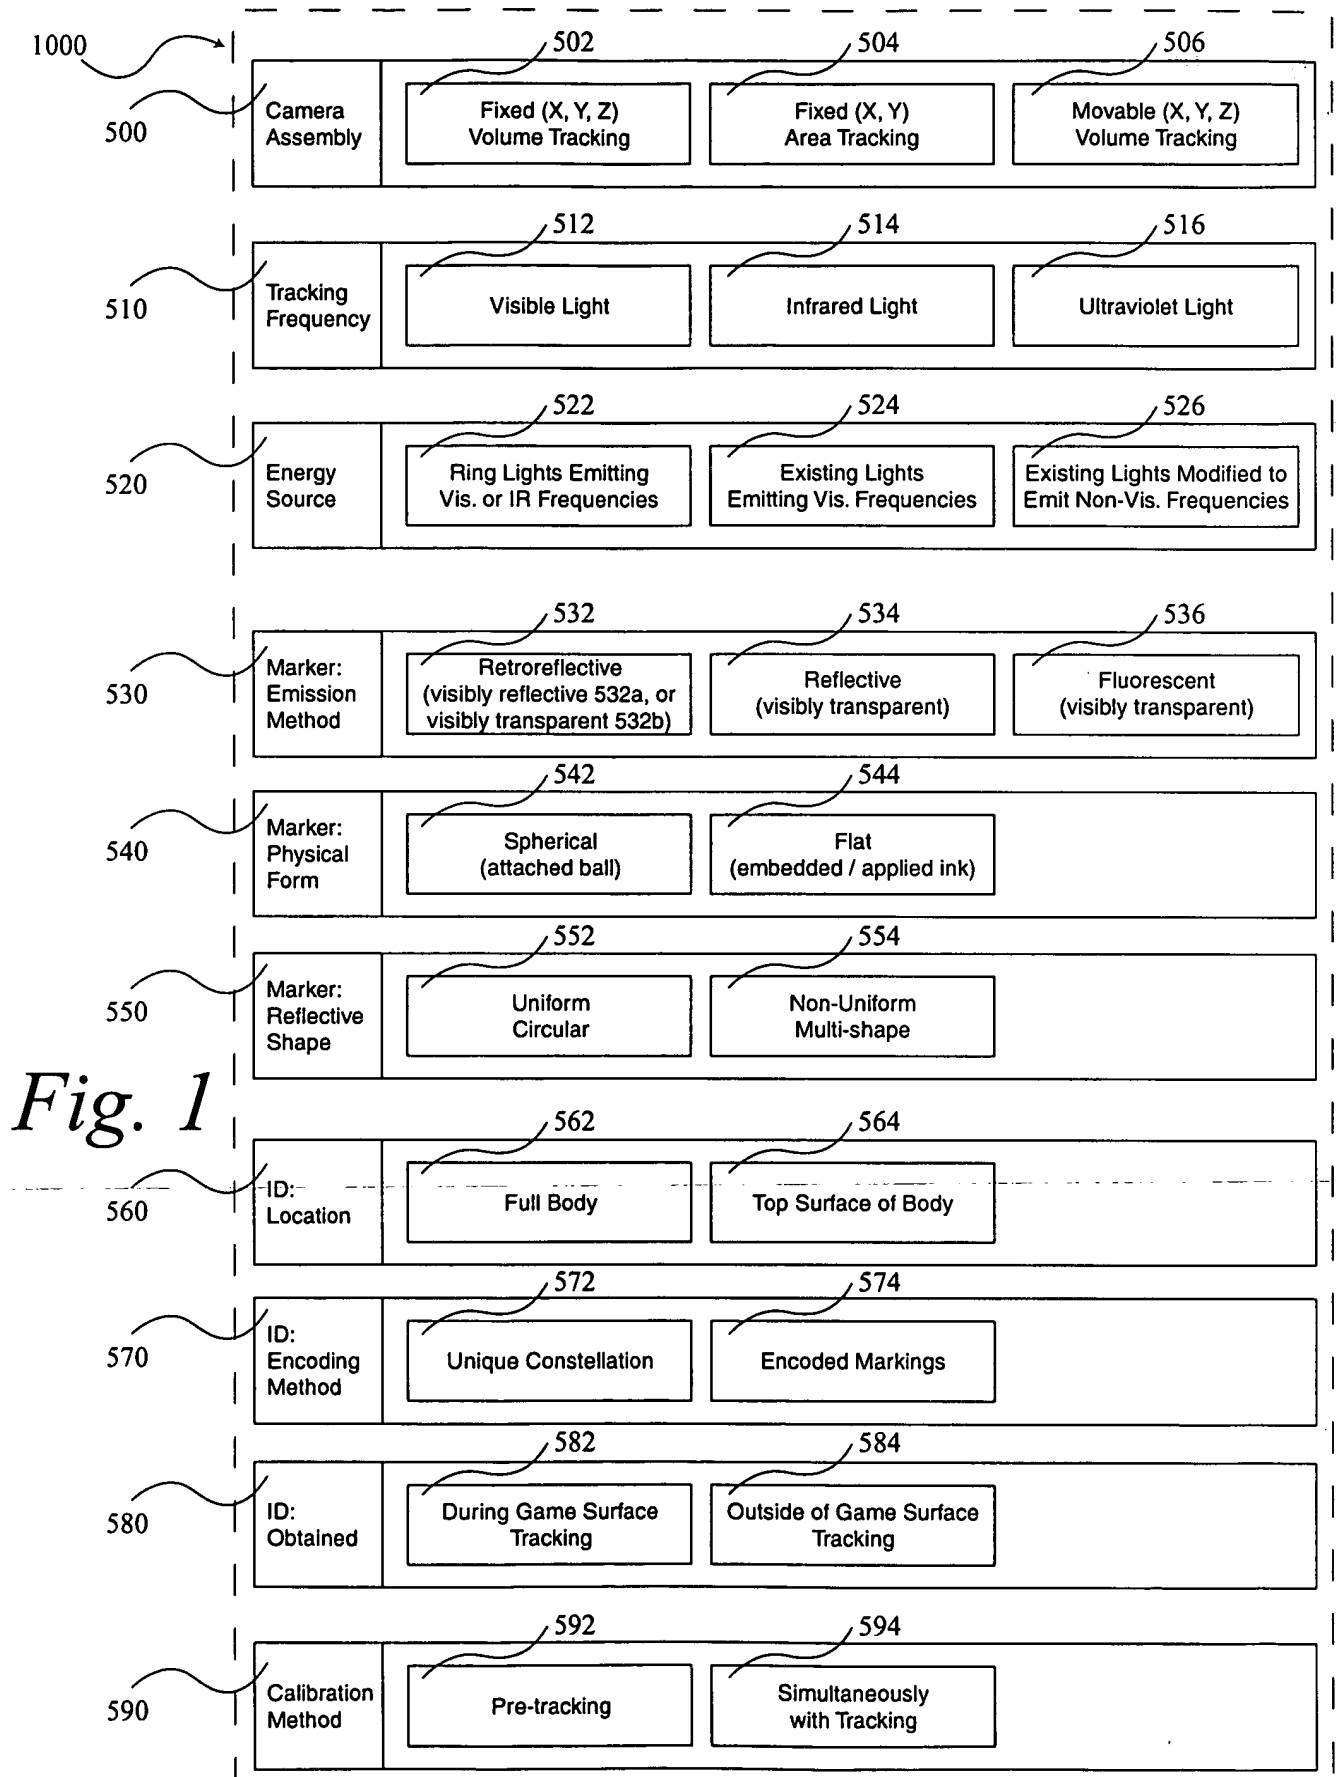 1000
502
504
506
500
Camera
Assembly
Fixed (X, Y, Z)
Volume Tracking
Fixed (X, Y)
Area Tracking
Movable (X, Y, Z)
Volume Tracking
512
514
516
510
Tracking
Frequency
Visible Light
Infrared Light
Ultraviolet Light
522
524
526
520
Energy
Source
Ring Lights Emitting
Vis. or IR Frequencies
Existing Lights
Emitting Vis. Frequencies
Existing Lights Modified to
Emit Non-Vis. Frequencies
532
534
536
530
Marker:
Emission
Method
Retroreflective
(visibly reflective 532a, or
visibly transparent 532b)
Reflective
(visibly transparent)
Fluorescent
(visibly transparent)
542
544
540
Marker:
Physical
Form
Spherical
(attached ball)
Flat
(embedded / applied ink)
552
554
550
Marker:
Reflective
Shape
Uniform
Circular
Non-Uniform
Multi-shape
Fig. 1
562
564
560
ID:
Location
Full Body
Top Surface of Body
572
574
570
ID:
Encoding
Method
Unique Constellation
Encoded Markings
582
584
580
ID:
Obtained
During Game Surface
Tracking
Outside of Game Surface
Tracking
592
594
590
Calibration
Method
Pre-tracking
Simultaneously
with Tracking